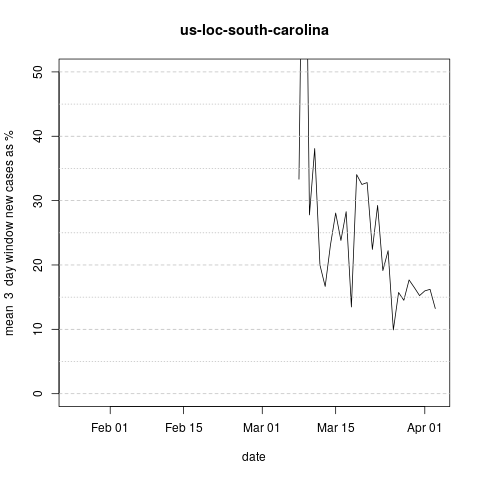 us-loc-south-carolina
mean  3  day window new cases as %
50
40
30
20
10
0
Feb 01
Feb 15
Mar 01
Mar 15
Apr 01
date